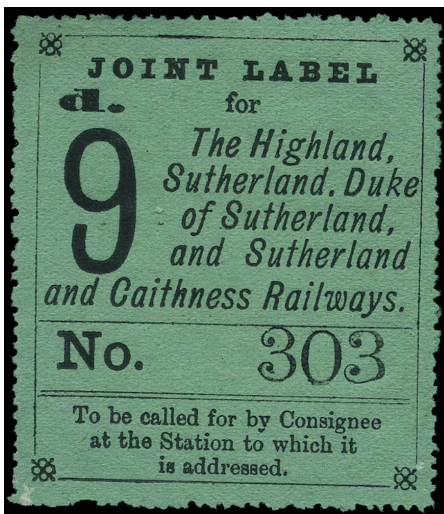 JOINT LABEL
d. for
9 The Highland,
Sutherland. Duke
of Sutherland,
and Sutherland
and Caithness Railways.
No. 303
To be called for by Consignee
at the Station to which it
is addressed.